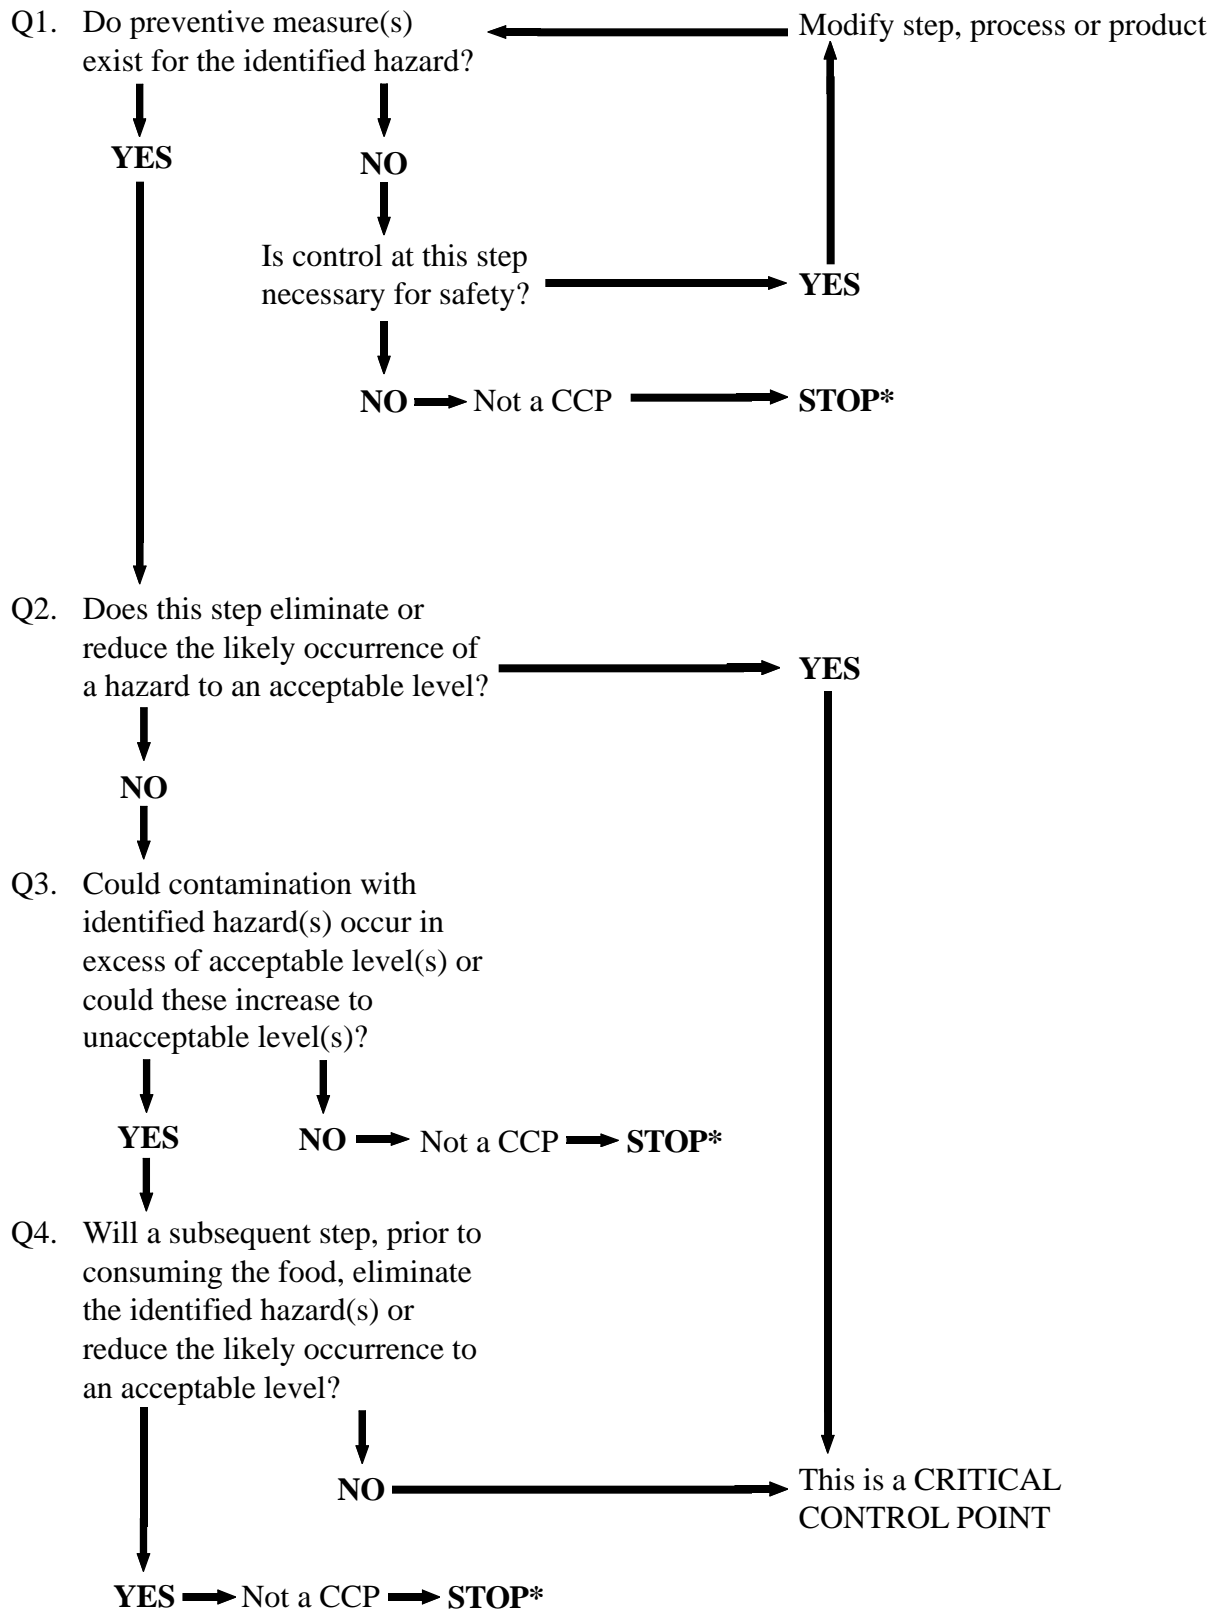 Q1. Do preventive measure(s)
exist for the identified hazard?
Modify step, process or product
YES
NO
Is control at this step
necessary for safety?
YES
NO
Not a CCP
STOP*
Q2. Does this step eliminate or
reduce the likely occurrence of
a hazard to an acceptable level?
YES
NO
Q3. Could contamination with
identified hazard(s) occur in
excess of acceptable level(s) or
could these increase to
unacceptable level(s)?
YES
NO
Not a CCP
STOP*
Q4. Will a subsequent step, prior to
consuming the food, eliminate
the identified hazard(s) or
reduce the likely occurrence to
an acceptable level?
NO
This is a CRITICAL
CONTROL POINT
YES
Not a CCP
STOP*